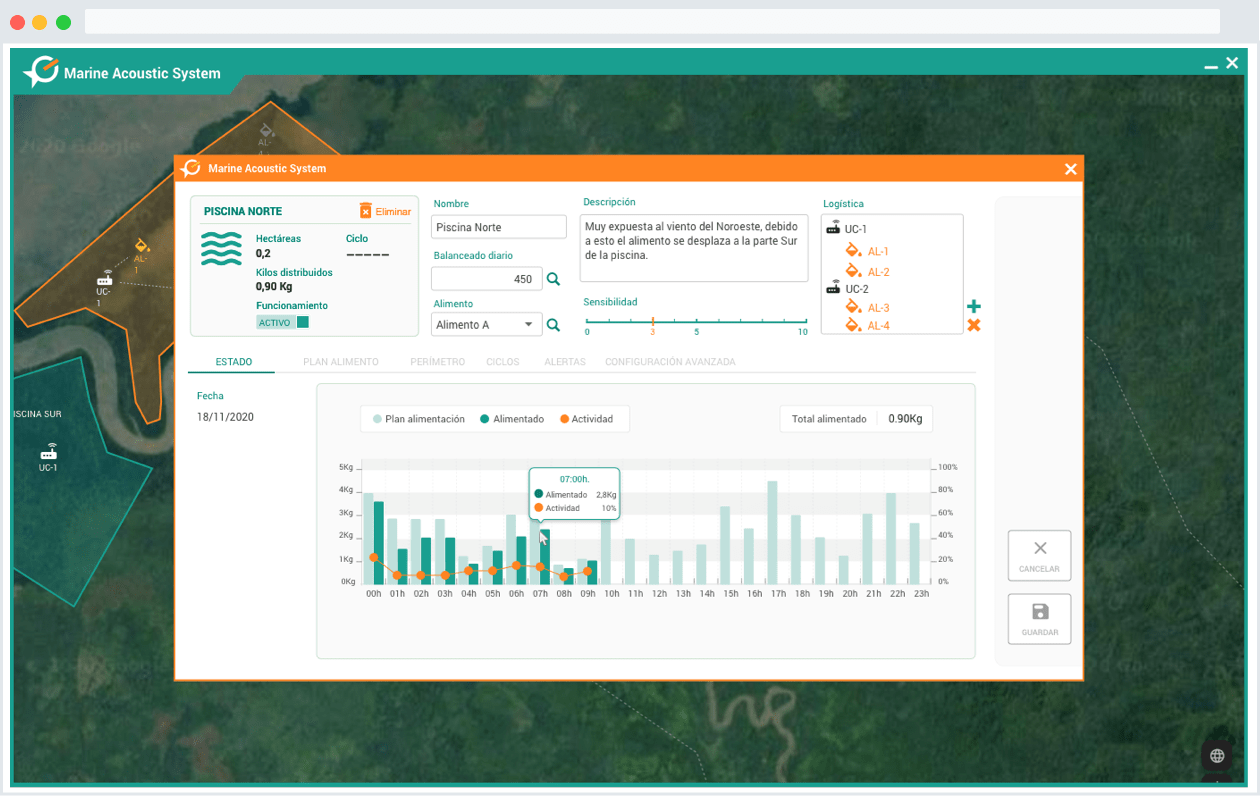 Marine Acoustic System
2020 Google
AL-
4
AL-
1
UC-
1
ISCINA SUR
UC-1
Marine Acoustic System
PISCINA NORTE
Eliminar
Hectáreas
0,2
Ciclo
-----
Kilos distribuidos
0,90 Kg
Funcionamiento
ACTIVO
Nombre
Piscina Norte
Balanceado diario
450
Alimento
Alimento A
Descripción
Muy expuesta al viento del Noroeste, debido
a esto el alimento se desplaza a la parte Sur
de la piscina.
Sensibilidad
0 3 5 10
Logística
UC-1
AL-1
AL-2
UC-2
AL-3
AL-4
ESTADO PLAN ALIMENTO PERÍMETRO CICLOS ALERTAS CONFIGURACIÓN AVANZADA
Fecha
18/11/2020
Plan alimentación Alimentado Actividad
Total alimentado 0.90Kg
5Kg 100%
4Kg 80%
3Kg 60%
2Kg 40%
1Kg 20%
0Kg 0%
07:00h.
Alimentado 2,8Kg
Actividad 10%
00h 01h 02h 03h 04h 05h 06h 07h 08h 09h 10h 11h 12h 13h 14h 15h 16h 17h 18h 19h 20h 21h 22h 23h
CANCELAR
GUARDAR